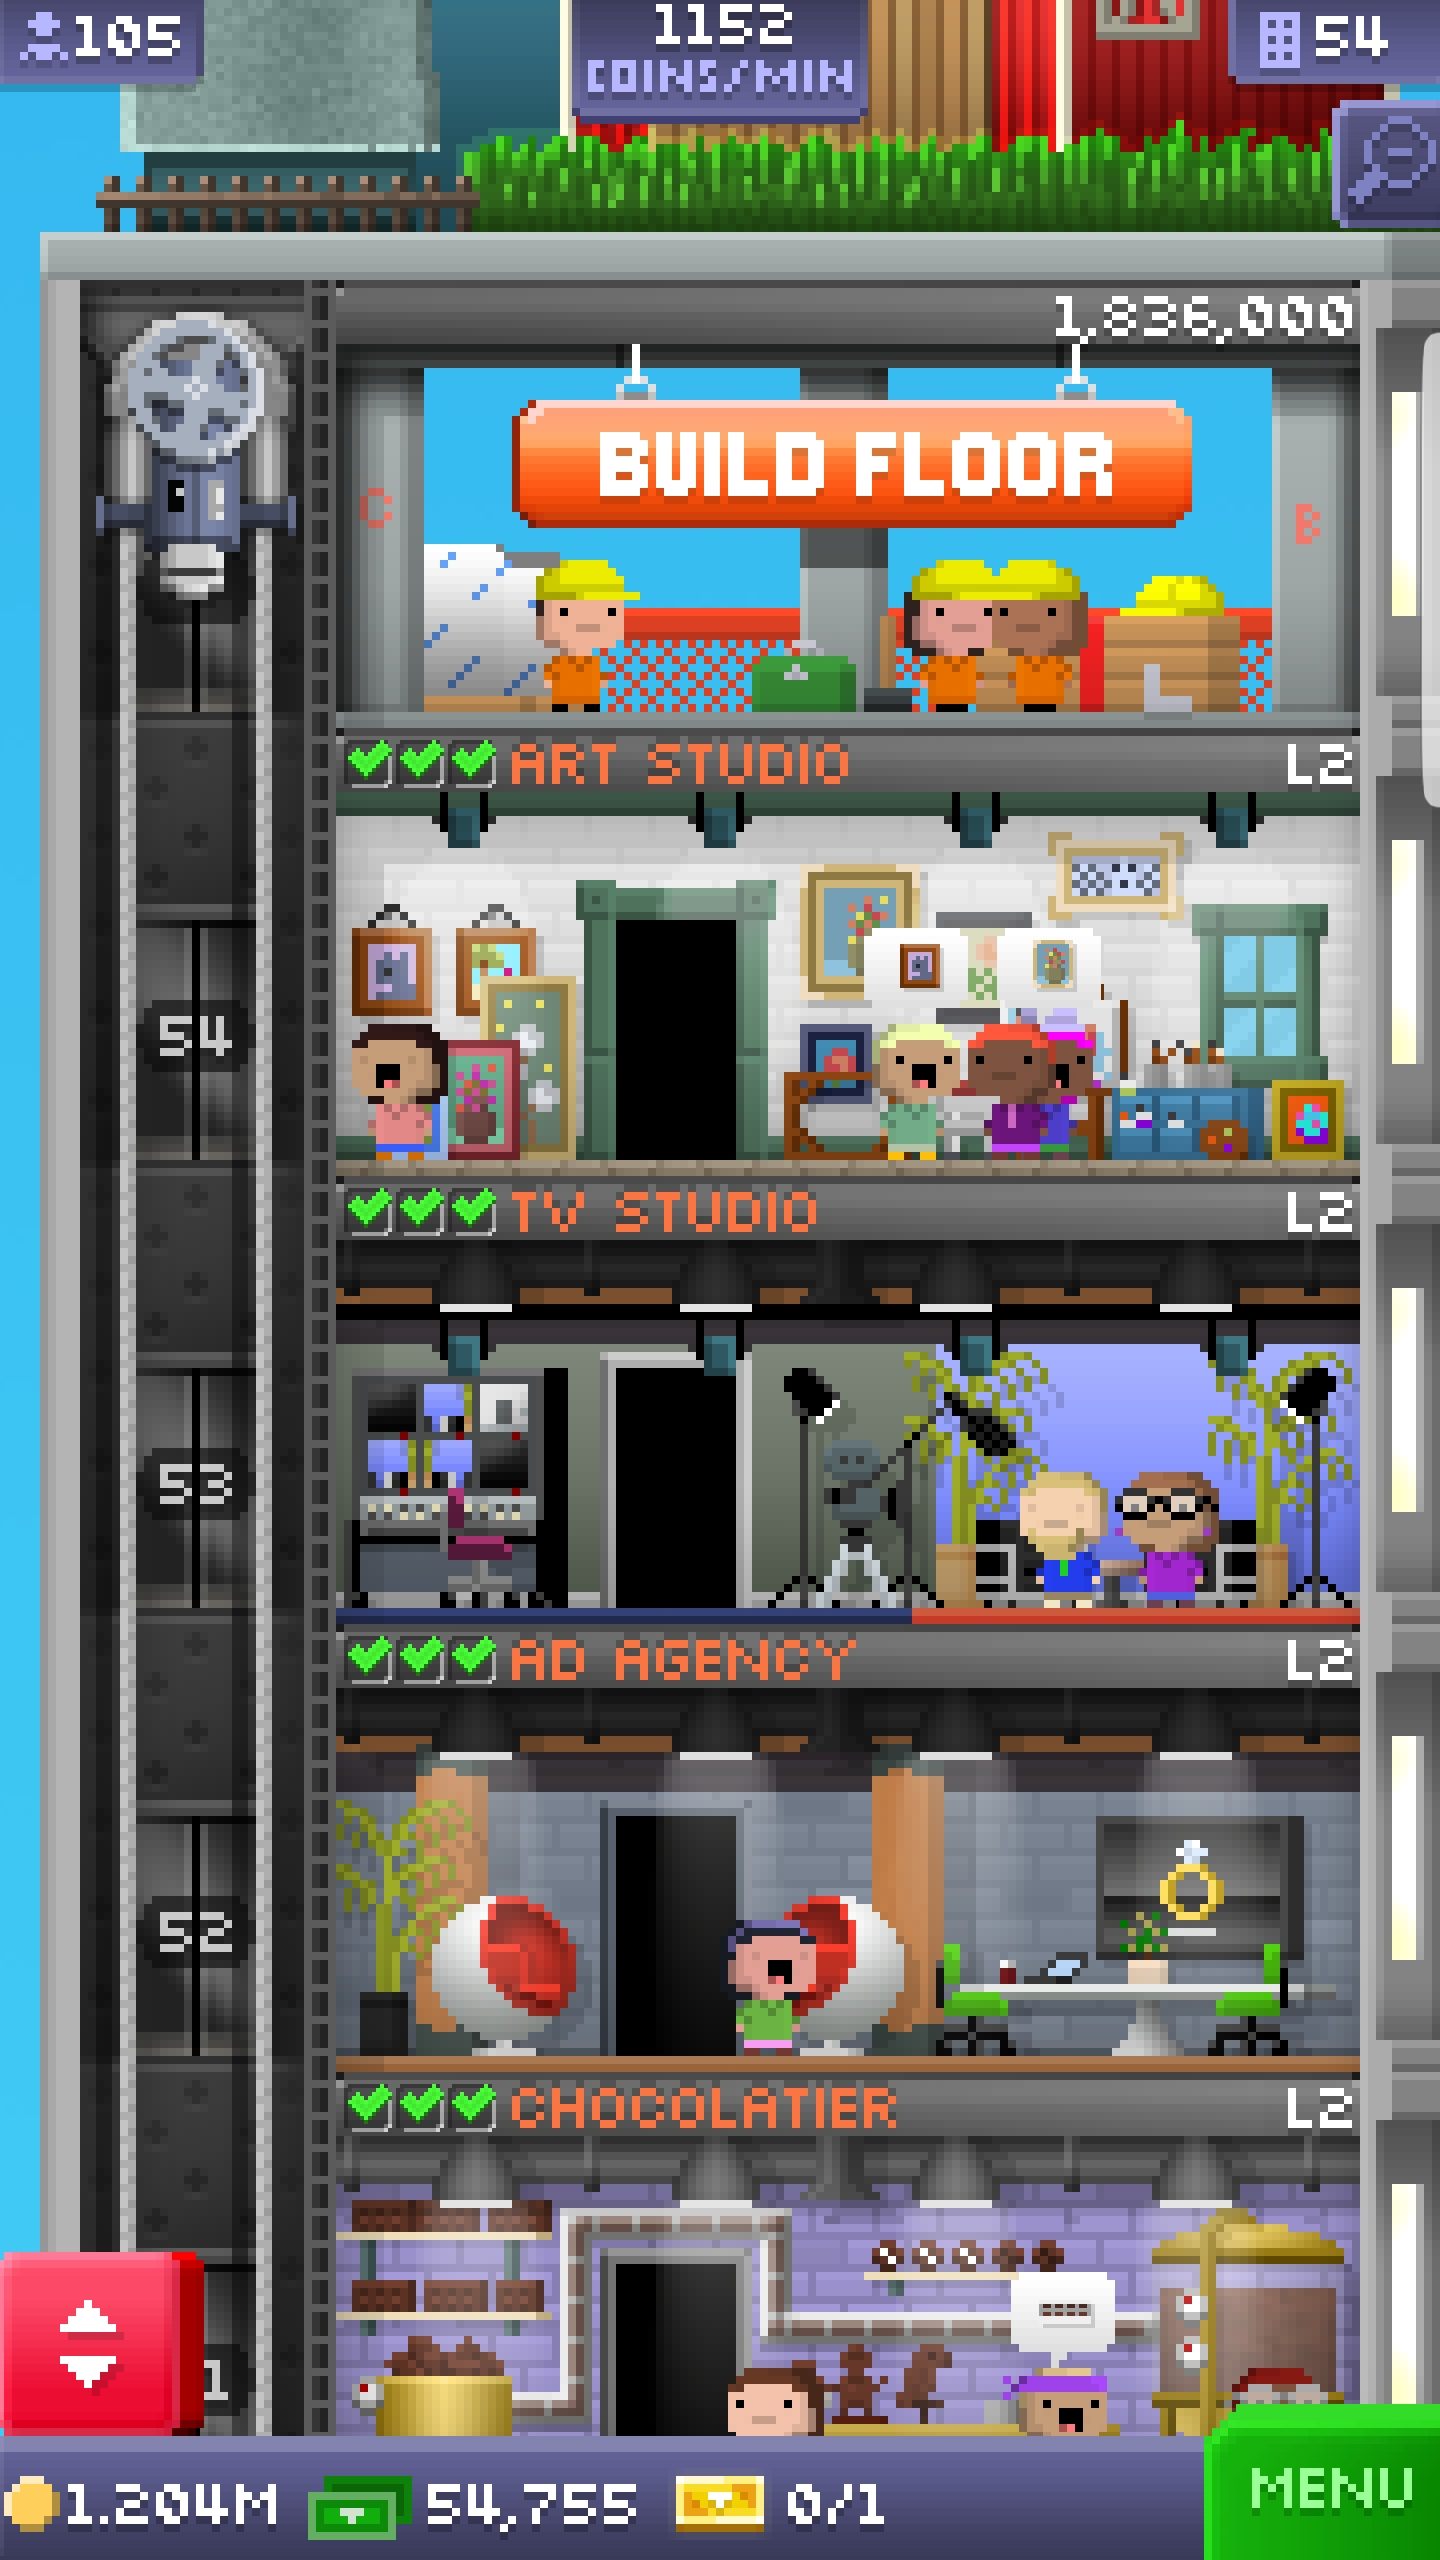 105
1152
COINS/MIN
54
1,836,000
C
BUILD FLOOR
B
ART STUDIO
L2
54
TV STUDIO
L2
53
AD AGENCY
L2
52
CHOCOLATIER
L2
1
1.204M
54,755
0/1
MENU